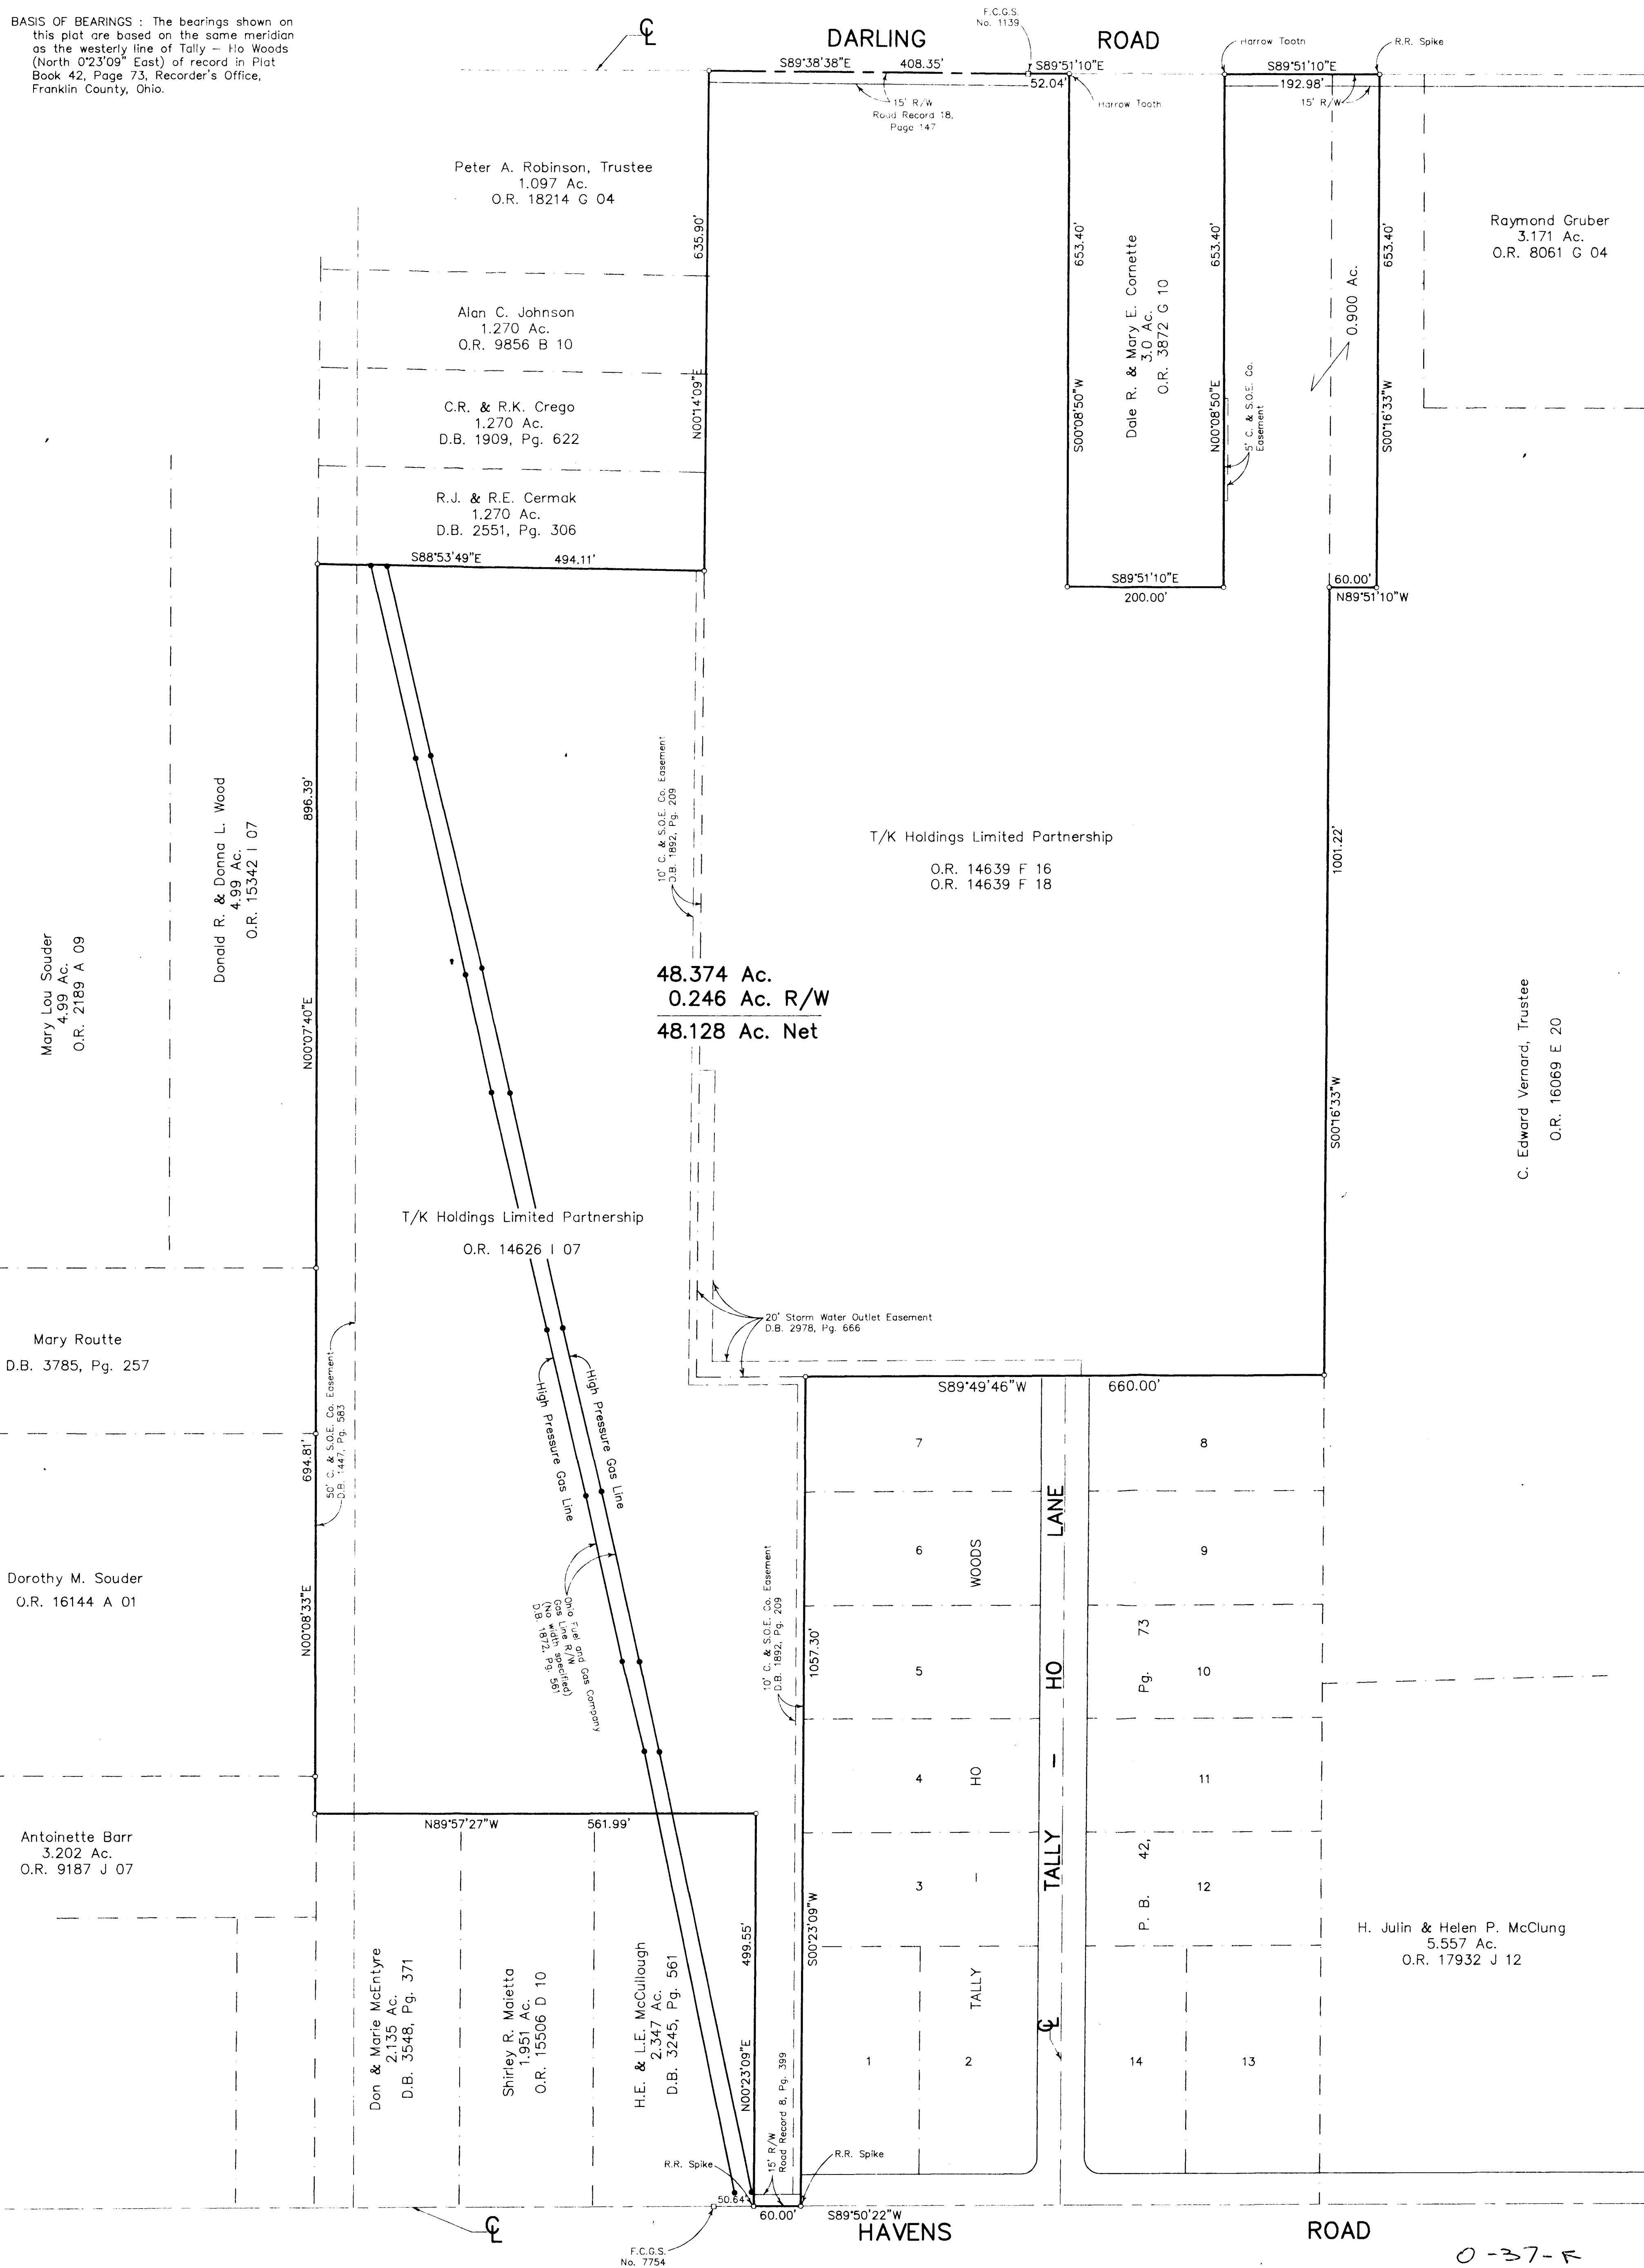 BASIS OF BEARINGS : The bearings shown on
this plat are based on the same meridian
as the westerly line of Tally – Ho Woods
(North 0°23'09" East) of record in Plat
Book 42, Page 73, Recorder's Office,
Franklin County, Ohio.
℄
DARLING ROAD
F.C.G.S.
No. 1139
S89°38'38"E 408.35'
S89°51'10"E
52.04'
Harrow Tooth
Harrow Tooth
S89°51'10"E
192.98'
R.R. Spike
15' R/W
15' R/W
Road Record 18,
Page 147
Peter A. Robinson, Trustee
1.097 Ac.
O.R. 18214 G 04
635.90'
N00°14'09"E
Alan C. Johnson
1.270 Ac.
O.R. 9856 B 10
C.R. & R.K. Crego
1.270 Ac.
D.B. 1909, Pg. 622
R.J. & R.E. Cermak
1.270 Ac.
D.B. 2551, Pg. 306
S88°53'49"E 494.11'
653.40'
S00°08'50"W
Dale R. & Mary E. Cornette
3.0 Ac.
O.R. 3872 G 10
653.40'
N00°08'50"E
5' C. & S.O.E. Co.
Easement
0.900 Ac.
653.40'
S00°16'33"W
Raymond Gruber
3.171 Ac.
O.R. 8061 G 04
S89°51'10"E
200.00'
60.00'
N89°51'10"W
Mary Lou Souder
4.99 Ac.
O.R. 2189 A 09
Donald R. & Donna L. Wood
4.99 Ac.
O.R. 15342 I 07
896.39'
N00°07'40"E
10' C. & S.O.E. Co. Easement
D.B. 1892, Pg. 209
T/K Holdings Limited Partnership
O.R. 14639 F 16
O.R. 14639 F 18
1001.22'
S00°16'33"W
48.374 Ac.
0.246 Ac. R/W
48.128 Ac. Net
C. Edward Vernard, Trustee
O.R. 16069 E 20
T/K Holdings Limited Partnership
O.R. 14626 I 07
20' Storm Water Outlet Easement
D.B. 2978, Pg. 666
Mary Routte
D.B. 3785, Pg. 257
50' C. & S.O.E. Co. Easement
D.B. 1447, Pg. 583
694.81'
N00°08'33"E
High Pressure Gas Line
High Pressure Gas Line
S89°49'46"W 660.00'
Ohio Fuel and Gas Company
Gas Line R/W
(No width specified)
D.B. 1872, Pg. 561
Dorothy M. Souder
O.R. 16144 A 01
10' C. & S.O.E. Co. Easement
D.B. 1892, Pg. 209
1057.30'
S00°23'09"W
7
8
6
9
5
10
4
11
3
12
1
2
14
13
TALLY – HO WOODS
TALLY – HO LANE
P. B. 42, Pg. 73
℄
N89°57'27"W 561.99'
Antoinette Barr
3.202 Ac.
O.R. 9187 J 07
Don & Marie McEntyre
2.135 Ac.
D.B. 3548, Pg. 371
Shirley R. Maietta
1.951 Ac.
O.R. 15506 D 10
H.E. & L.E. McCullough
2.347 Ac.
D.B. 3245, Pg. 561
499.55'
N00°23'09"E
H. Julin & Helen P. McClung
5.557 Ac.
O.R. 17932 J 12
15' R/W
Road Record 8, Pg. 399
R.R. Spike
R.R. Spike
50.64'
60.00'
S89°50'22"W
℄
HAVENS ROAD
F.C.G.S.
No. 7754
0-37-F